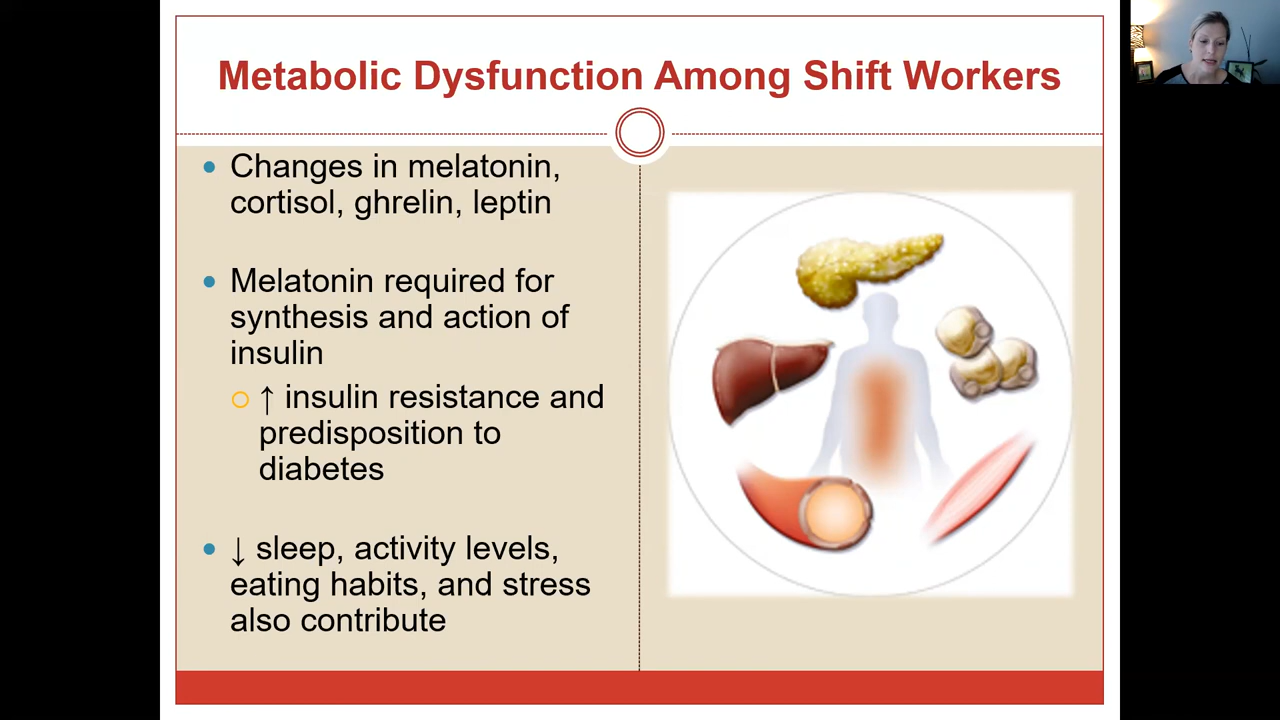 Metabolic Dysfunction Among Shift Workers
• Changes in melatonin,
cortisol, ghrelin, leptin
• Melatonin required for
synthesis and action of
insulin
○ ↑ insulin resistance and
predisposition to
diabetes
• ↓ sleep, activity levels,
eating habits, and stress
also contribute